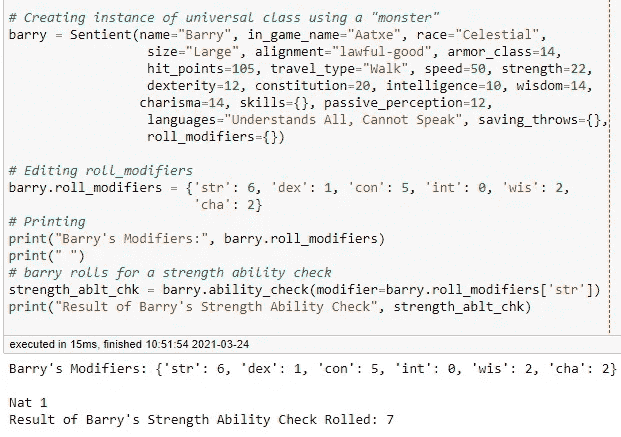 # Creating instance of universal class using a "monster"
barry = Sentient(name="Barry", in_game_name="Aatxe", race="Celestial",
size="Large", alignment="lawful-good", armor_class=14,
hit_points=105, travel_type="Walk", speed=50, strength=22,
dexterity=12, constitution=20, intelligence=10, wisdom=14,
charisma=14, skills={}, passive_perception=12,
languages="Understands All, Cannot Speak", saving_throws={},
roll_modifiers={})
# Editing roll_modifiers
barry.roll_modifiers = {'str': 6, 'dex': 1, 'con': 5, 'int': 0, 'wis': 2,
'cha': 2}
# Printing
print("Barry's Modifiers:", barry.roll_modifiers)
print(" ")
# barry rolls for a strength ability check
strength_ablt_chk = barry.ability_check(modifier=barry.roll_modifiers['str'])
print("Result of Barry's Strength Ability Check", strength_ablt_chk)
executed in 15ms, finished 10:51:54 2021-03-24
Barry's Modifiers: {'str': 6, 'dex': 1, 'con': 5, 'int': 0, 'wis': 2, 'cha': 2}
Nat 1
Result of Barry's Strength Ability Check Rolled: 7